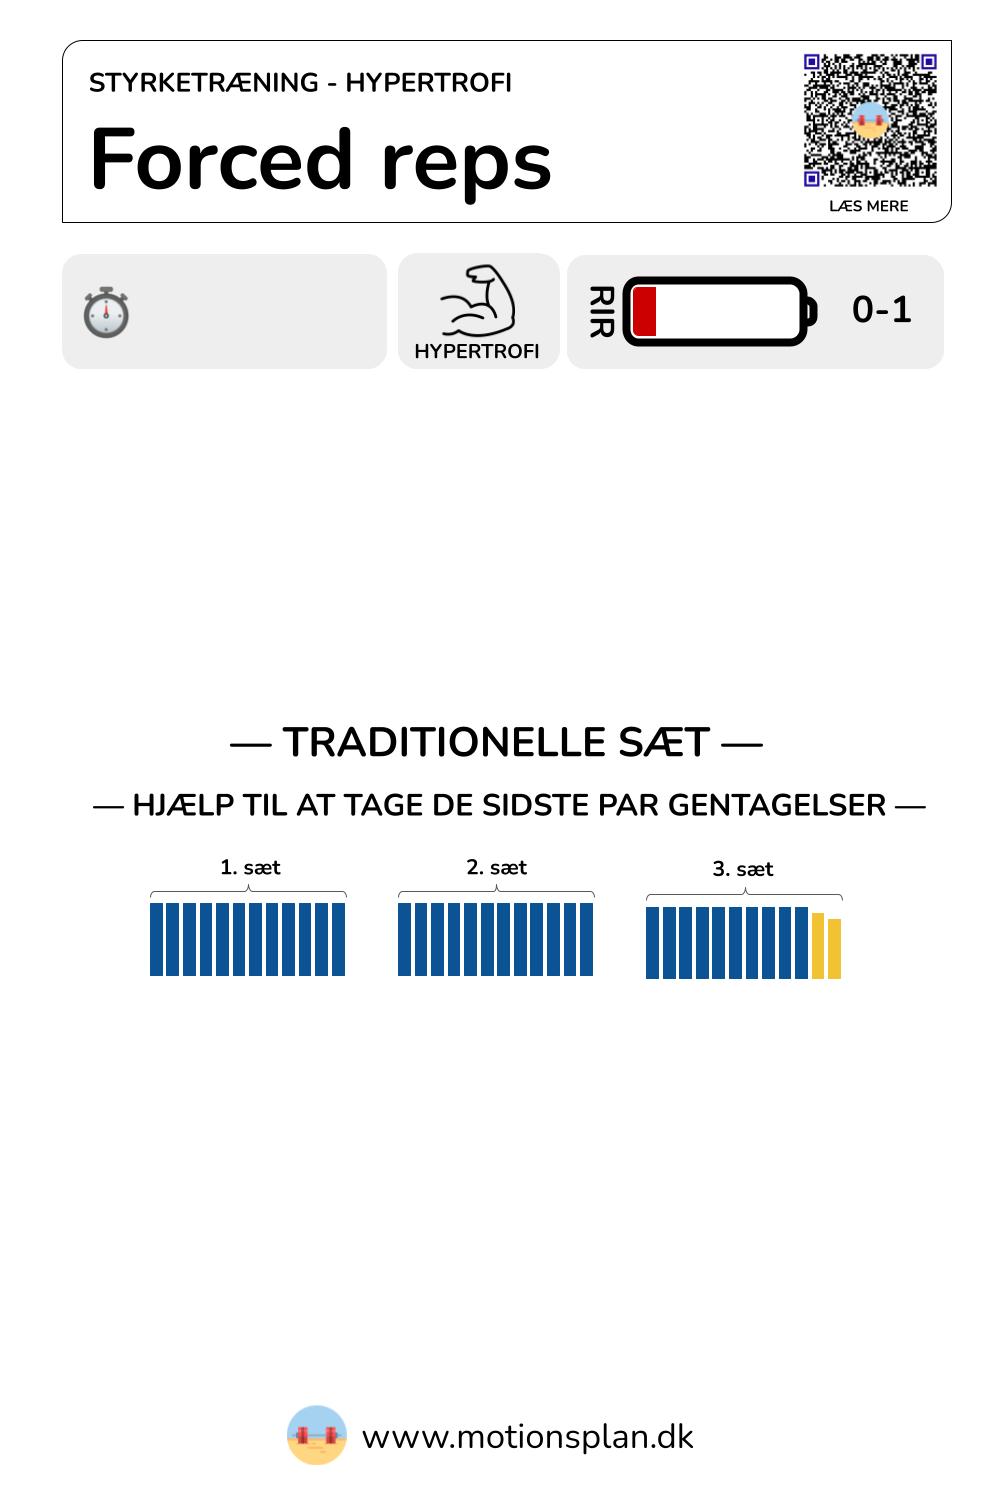 STYRKETRÆNING - HYPERTROFI
Forced reps
LÆS MERE
HYPERTROFI
RIR
0-1
— TRADITIONELLE SÆT —
— HJÆLP TIL AT TAGE DE SIDSTE PAR GENTAGELSER —
1. sæt 2. sæt 3. sæt
www.motionsplan.dk